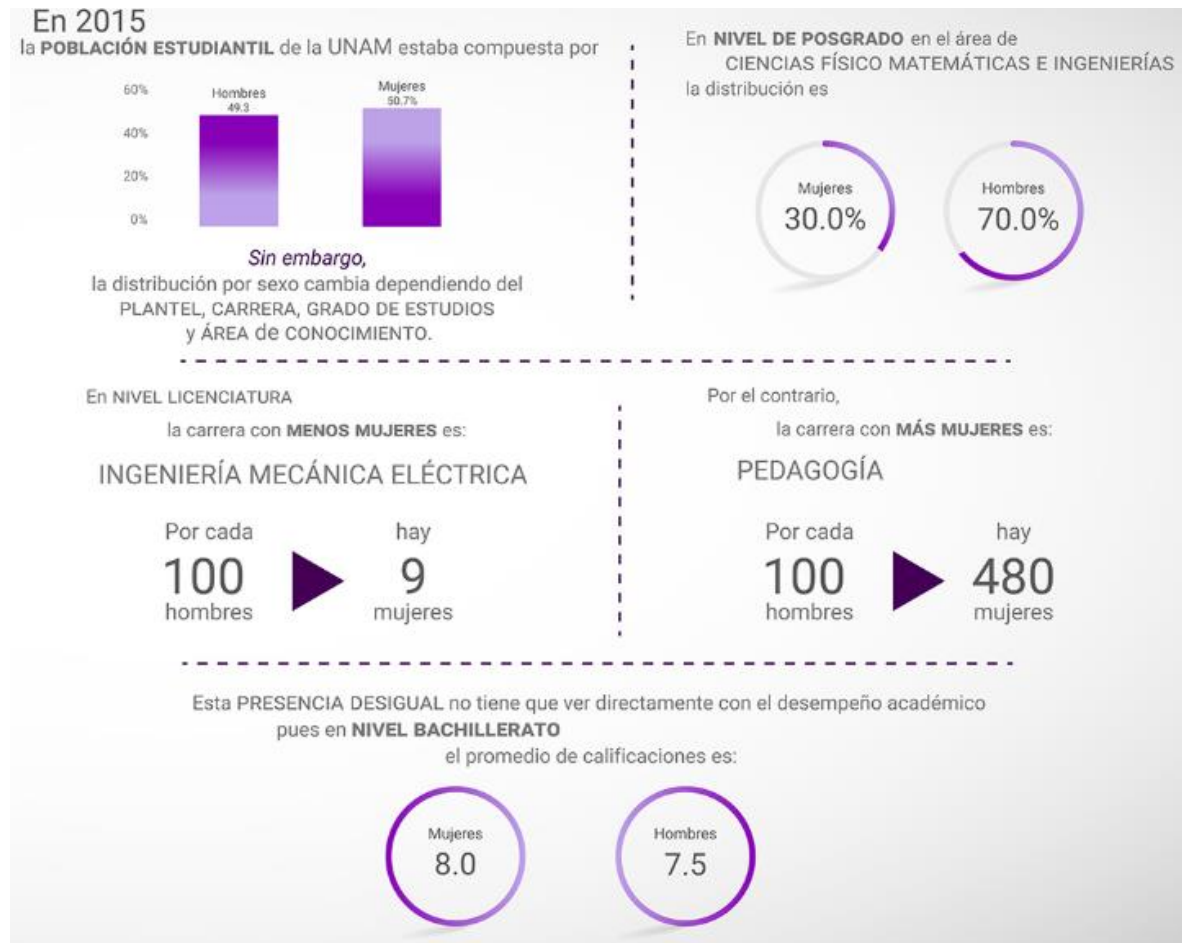 En 2015
la POBLACIÓN ESTUDIANTIL de la UNAM estaba compuesta por
60%
40%
20%
0%
Hombres
49.3
Mujeres
50.7%
Sin embargo,
la distribución por sexo cambia dependiendo del
PLANTEL, CARRERA, GRADO DE ESTUDIOS
y ÁREA de CONOCIMIENTO.
En NIVEL DE POSGRADO en el área de
CIENCIAS FÍSICO MATEMÁTICAS E INGENIERÍAS
la distribución es
Mujeres
30.0%
Hombres
70.0%
En NIVEL LICENCIATURA
la carrera con MENOS MUJERES es:
INGENIERÍA MECÁNICA ELÉCTRICA
Por cada
100
hombres
hay
9
mujeres
Por el contrario,
la carrera con MÁS MUJERES es:
PEDAGOGÍA
Por cada
100
hombres
hay
480
mujeres
Esta PRESENCIA DESIGUAL no tiene que ver directamente con el desempeño académico
pues en NIVEL BACHILLERATO
el promedio de calificaciones es:
Mujeres
8.0
Hombres
7.5